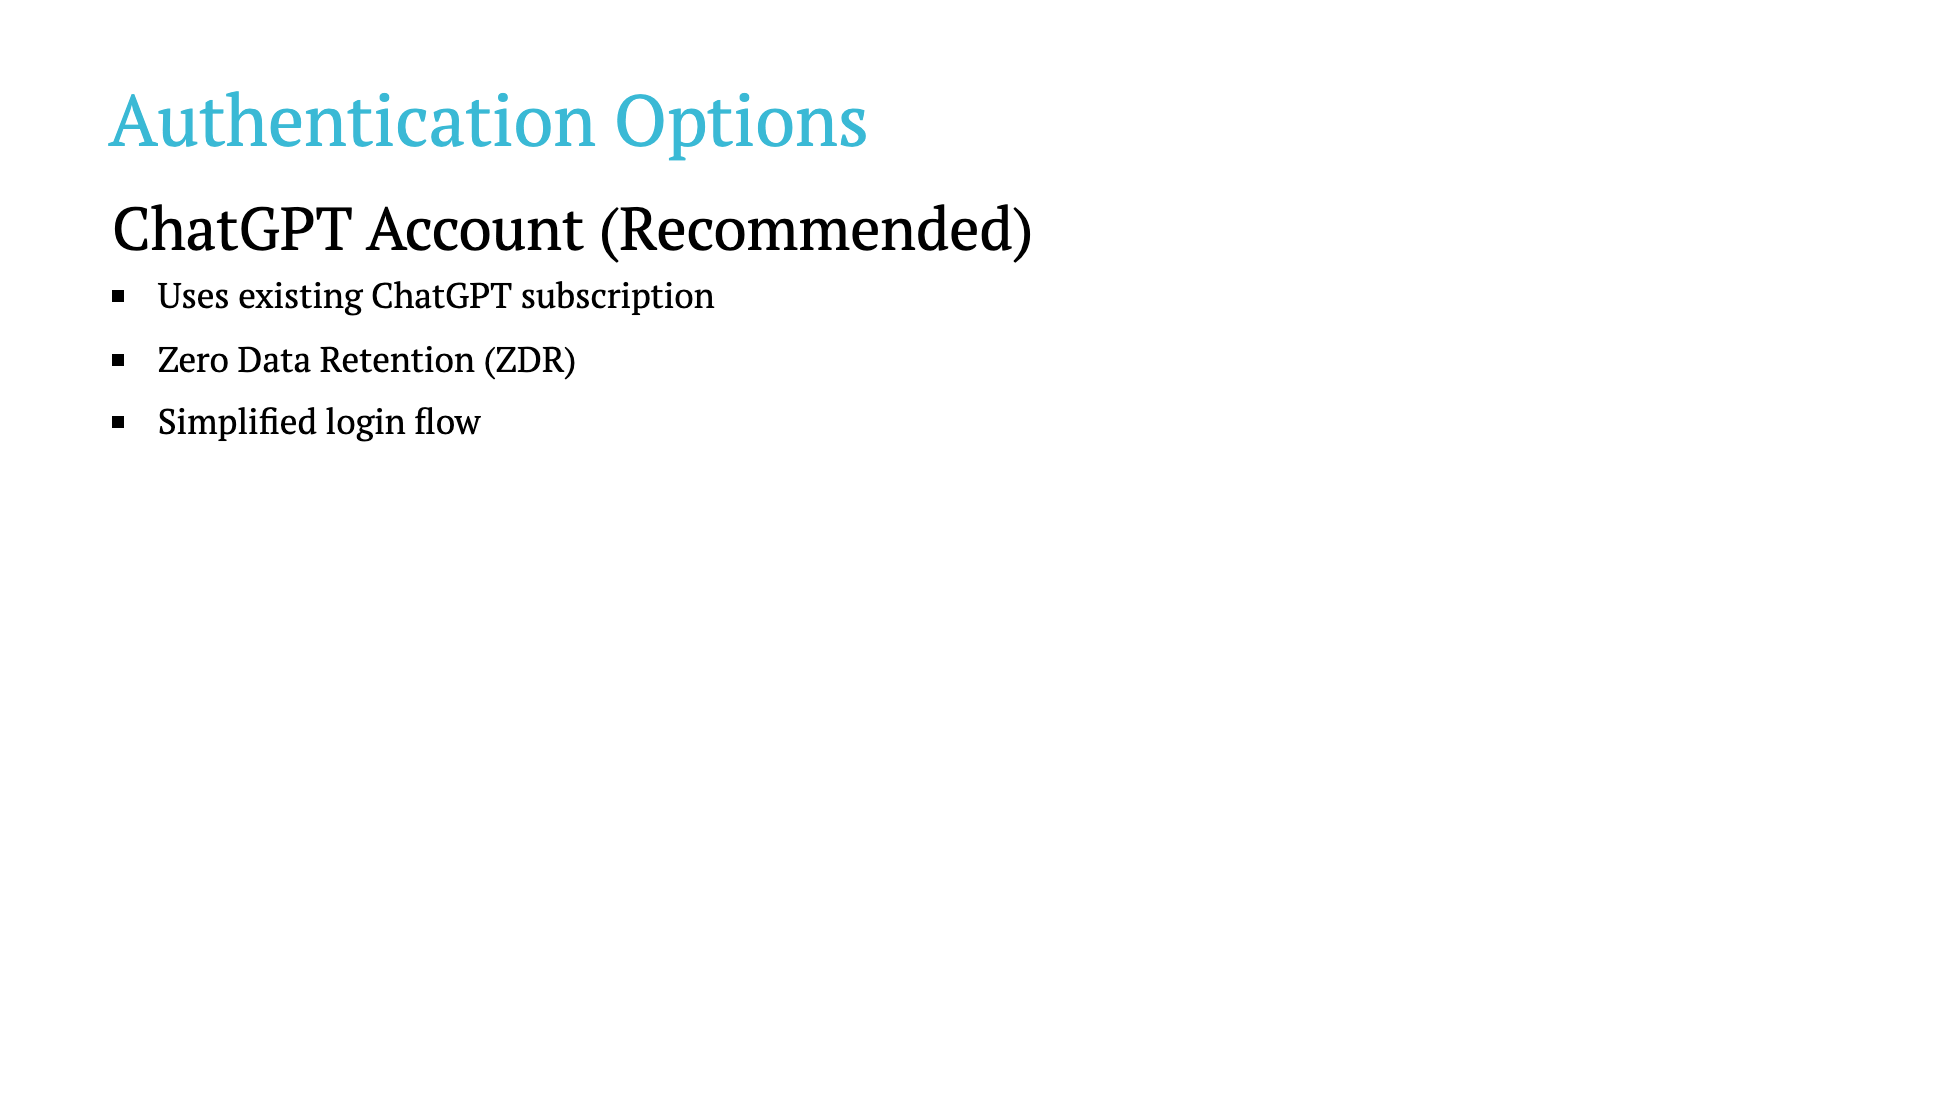 Authentication Options
ChatGPT Account (Recommended)
▪ Uses existing ChatGPT subscription
▪ Zero Data Retention (ZDR)
▪ Simplified login flow